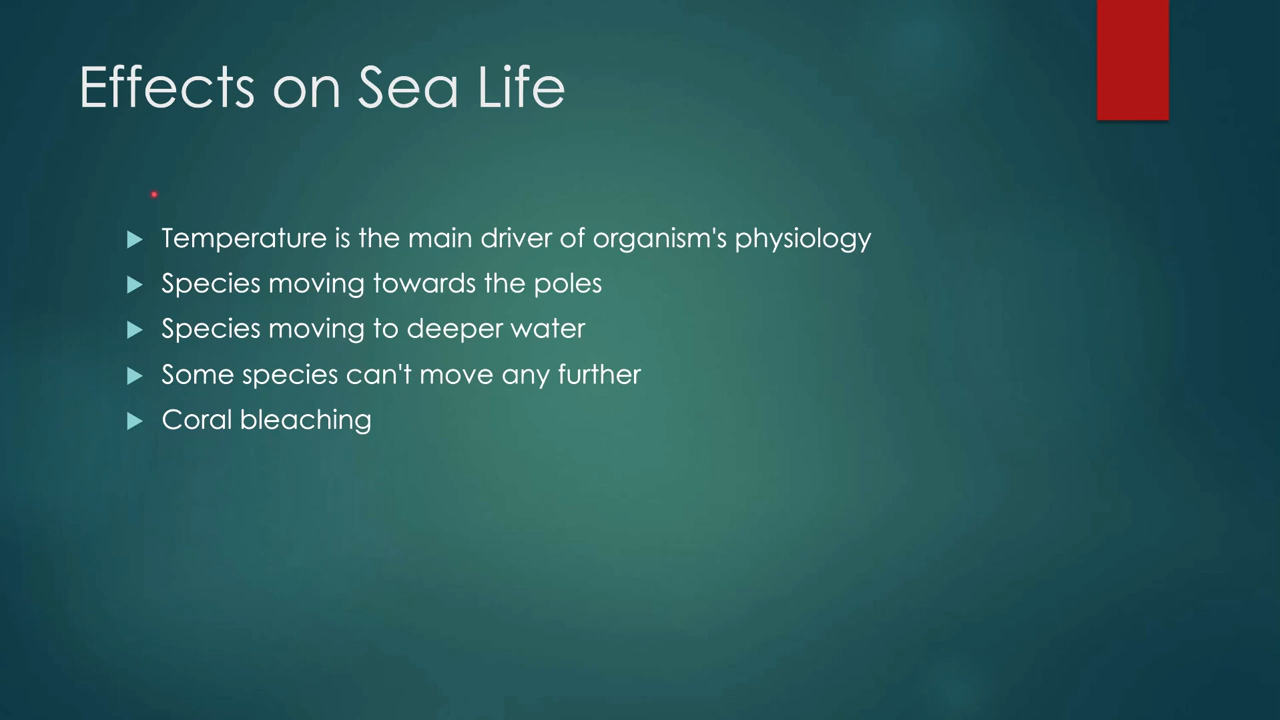 Effects on Sea Life
Temperature is the main driver of organism's physiology
Species moving towards the poles
Species moving to deeper water
Some species can't move any further
Coral bleaching